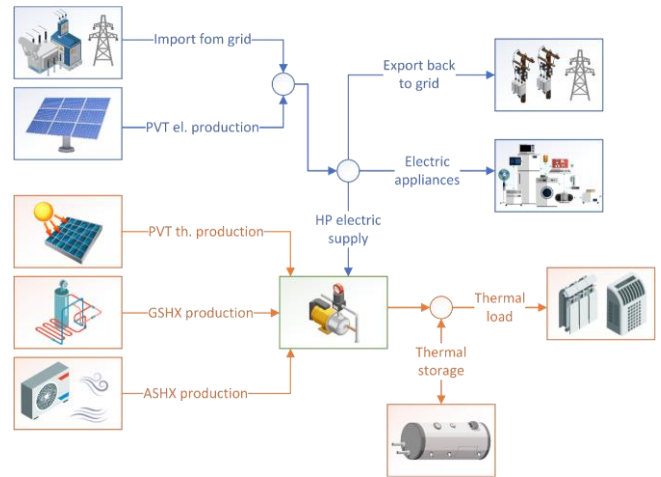 Import fom grid
Export back
to grid
PVT el. production
Electric
appliances
HP electric
supply
PVT th. production
GSHX production
Thermal
load
Thermal
storage
ASHX production